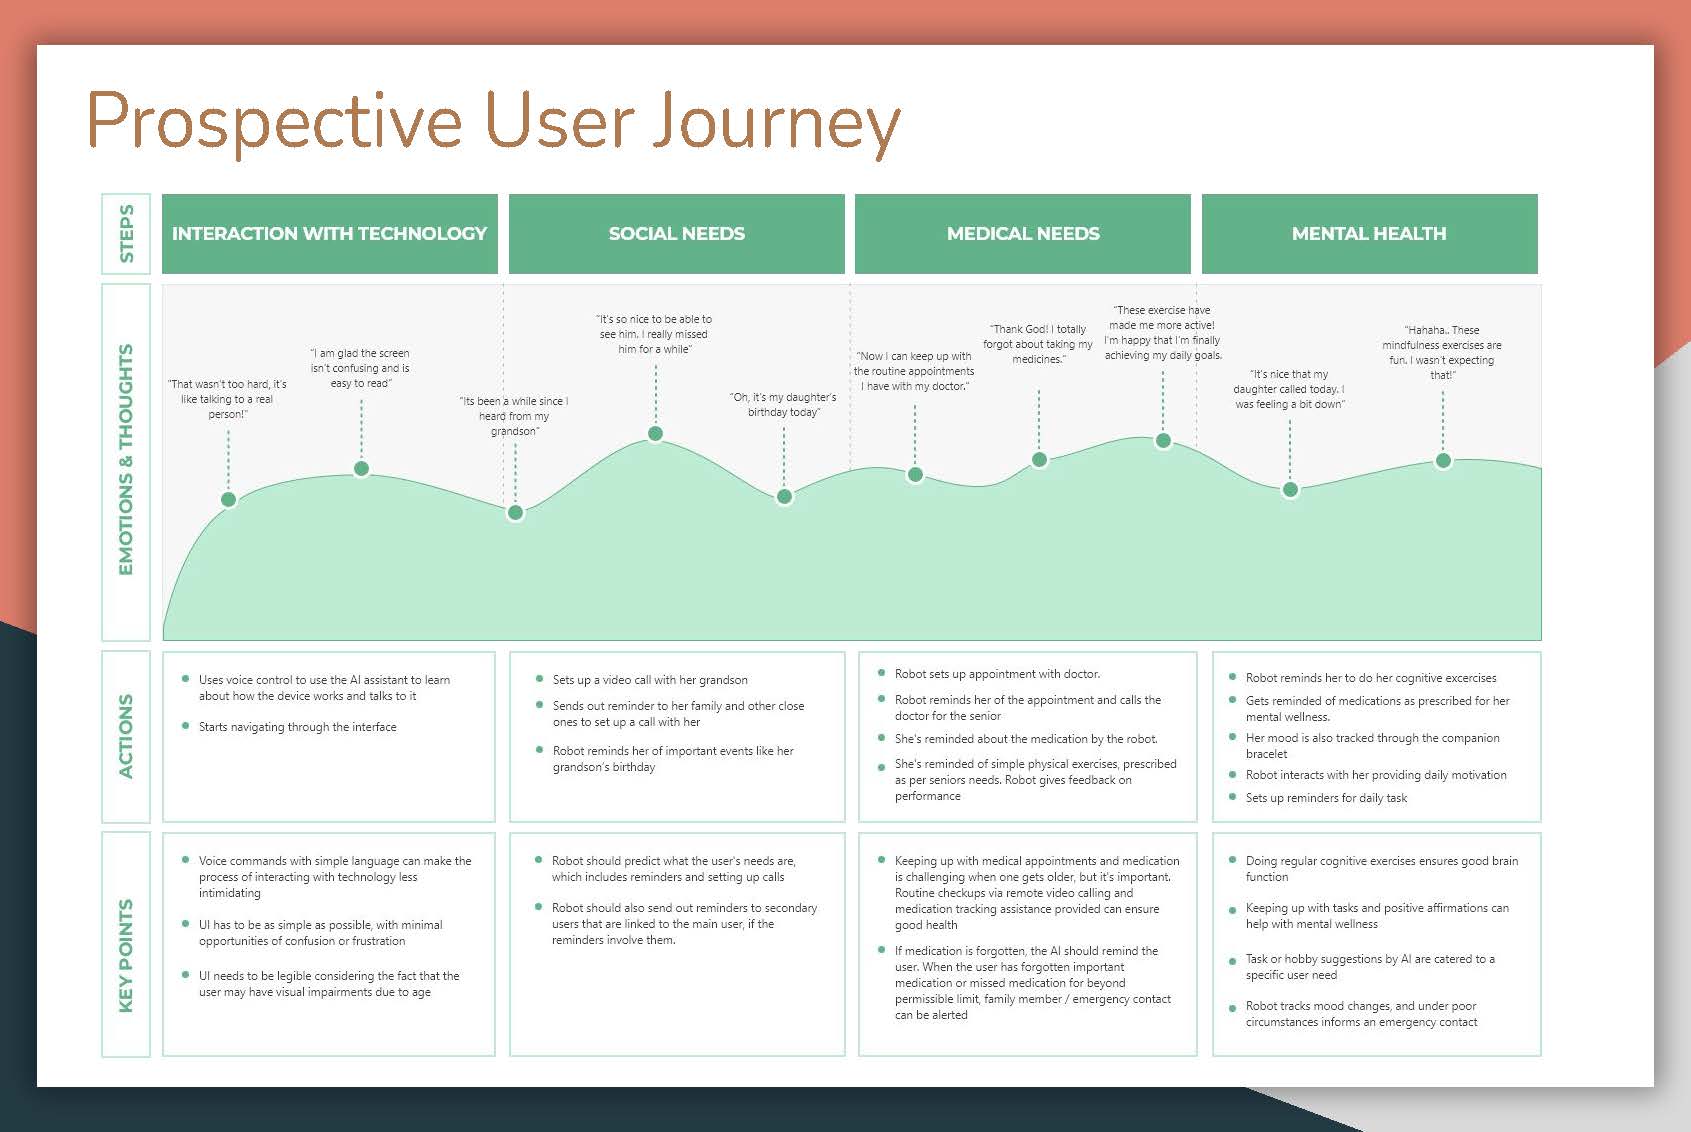 Prospective User Journey
STEPS
INTERACTION WITH TECHNOLOGY
SOCIAL NEEDS
MEDICAL NEEDS
MENTAL HEALTH
EMOTIONS & THOUGHTS
"That wasn't too hard, it's
like talking to a real
person!"
"I am glad the screen
isn't confusing and is
easy to read"
"Its been a while since I
heard from my
grandson"
"It's so nice to be able to
see him. I really missed
him for a while"
"Oh, it's my daughter's
birthday today"
"Now I can keep up with
the routine appointments
I have with my doctor."
"Thank God! I totally
forgot about taking my
medicines."
"These exercise have
made me more active!
I'm happy that I'm finally
achieving my daily goals.
"It's nice that my
daughter called today. I
was feeling a bit down"
"Hahaha.. These
mindfulness exercises are
fun. I wasn't expecting
that!"
ACTIONS
Uses voice control to use the AI assistant to learn
about how the device works and talks to it
Starts navigating through the interface
Sets up a video call with her grandson
Sends out reminder to her family and other close
ones to set up a call with her
Robot reminds her of important events like her
grandson's birthday
Robot sets up appointment with doctor.
Robot reminds her of the appointment and calls the
doctor for the senior
She's reminded about the medication by the robot.
She's reminded of simple physical exercises, prescribed
as per seniors needs. Robot gives feedback on
performance
Robot reminds her to do her cognitive excercises
Gets reminded of medications as prescribed for her
mental wellness.
Her mood is also tracked through the companion
bracelet
Robot interacts with her providing daily motivation
Sets up reminders for daily task
KEY POINTS
Voice commands with simple language can make the
process of interacting with technology less
intimidating
UI has to be as simple as possible, with minimal
opportunities of confusion or frustration
UI needs to be legible considering the fact that the
user may have visual impairments due to age
Robot should predict what the user's needs are,
which includes reminders and setting up calls
Robot should also send out reminders to secondary
users that are linked to the main user, if the
reminders involve them.
Keeping up with medical appointments and medication
is challenging when one gets older, but it's important.
Routine checkups via remote video calling and
medication tracking assistance provided can ensure
good health
If medication is forgotten, the AI should remind the
user. When the user has forgotten important
medication or missed medication for beyond
permissible limit, family member / emergency contact
can be alerted
Doing regular cognitive exercises ensures good brain
function
Keeping up with tasks and positive affirmations can
help with mental wellness
Task or hobby suggestions by AI are catered to a
specific user need
Robot tracks mood changes, and under poor
circumstances informs an emergency contact